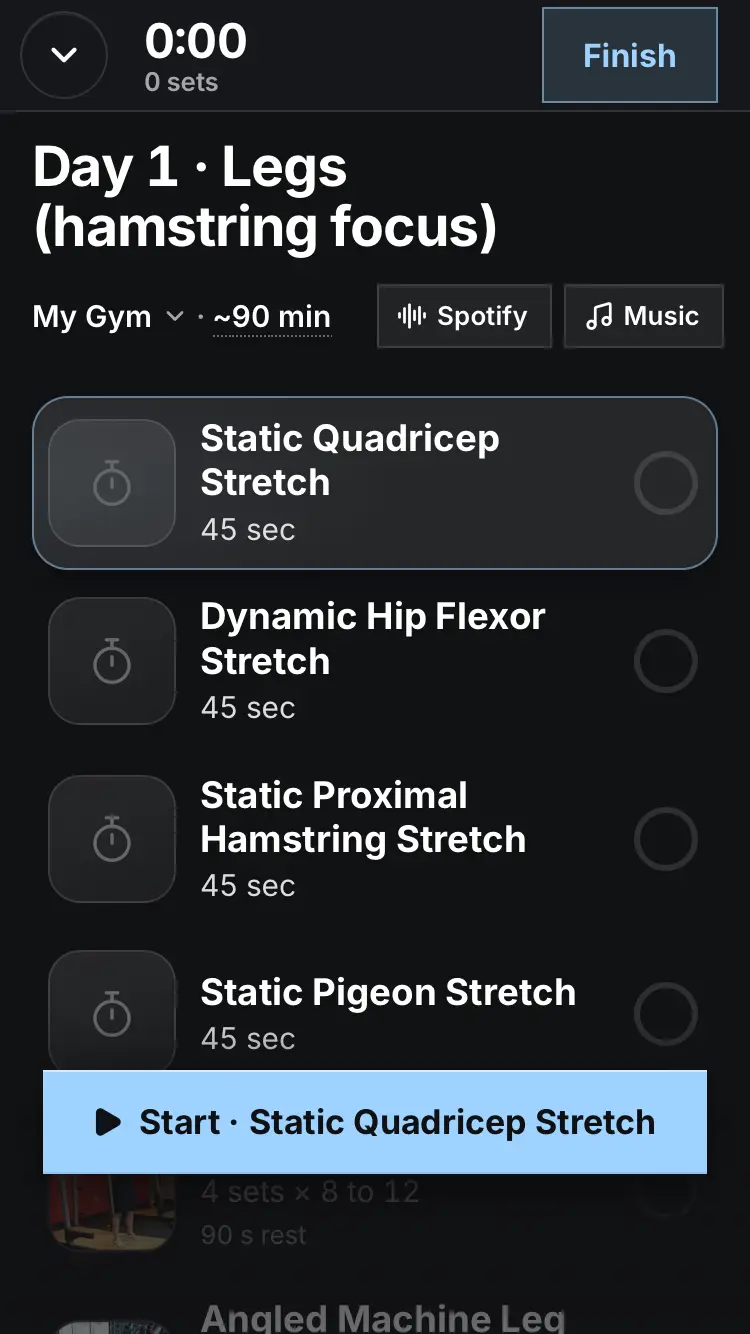 0:00
0 sets
Finish
Day 1 · Legs
(hamstring focus)
My Gym · ~90 min
Spotify
Music
Static Quadricep
Stretch
45 sec
Dynamic Hip Flexor
Stretch
45 sec
Static Proximal
Hamstring Stretch
45 sec
Static Pigeon Stretch
45 sec
Start · Static Quadricep Stretch
4 sets × 8 to 12
90 s rest
Angled Machine Leg